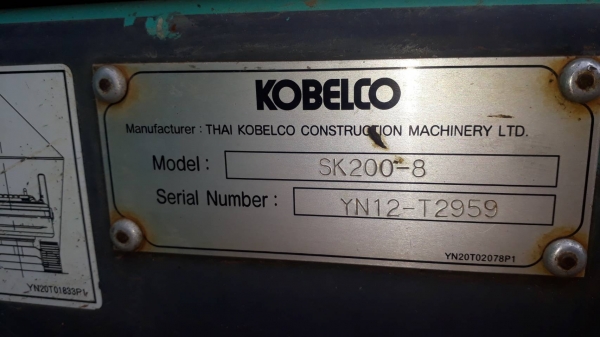 KOBELCO
Manufacturer : THAI KOBELCO CONSTRUCTION MACHINERY LTD.
Model : SK200-8
Serial Number : YN12-T2959
YN20T02078P1
YN20T01833P1